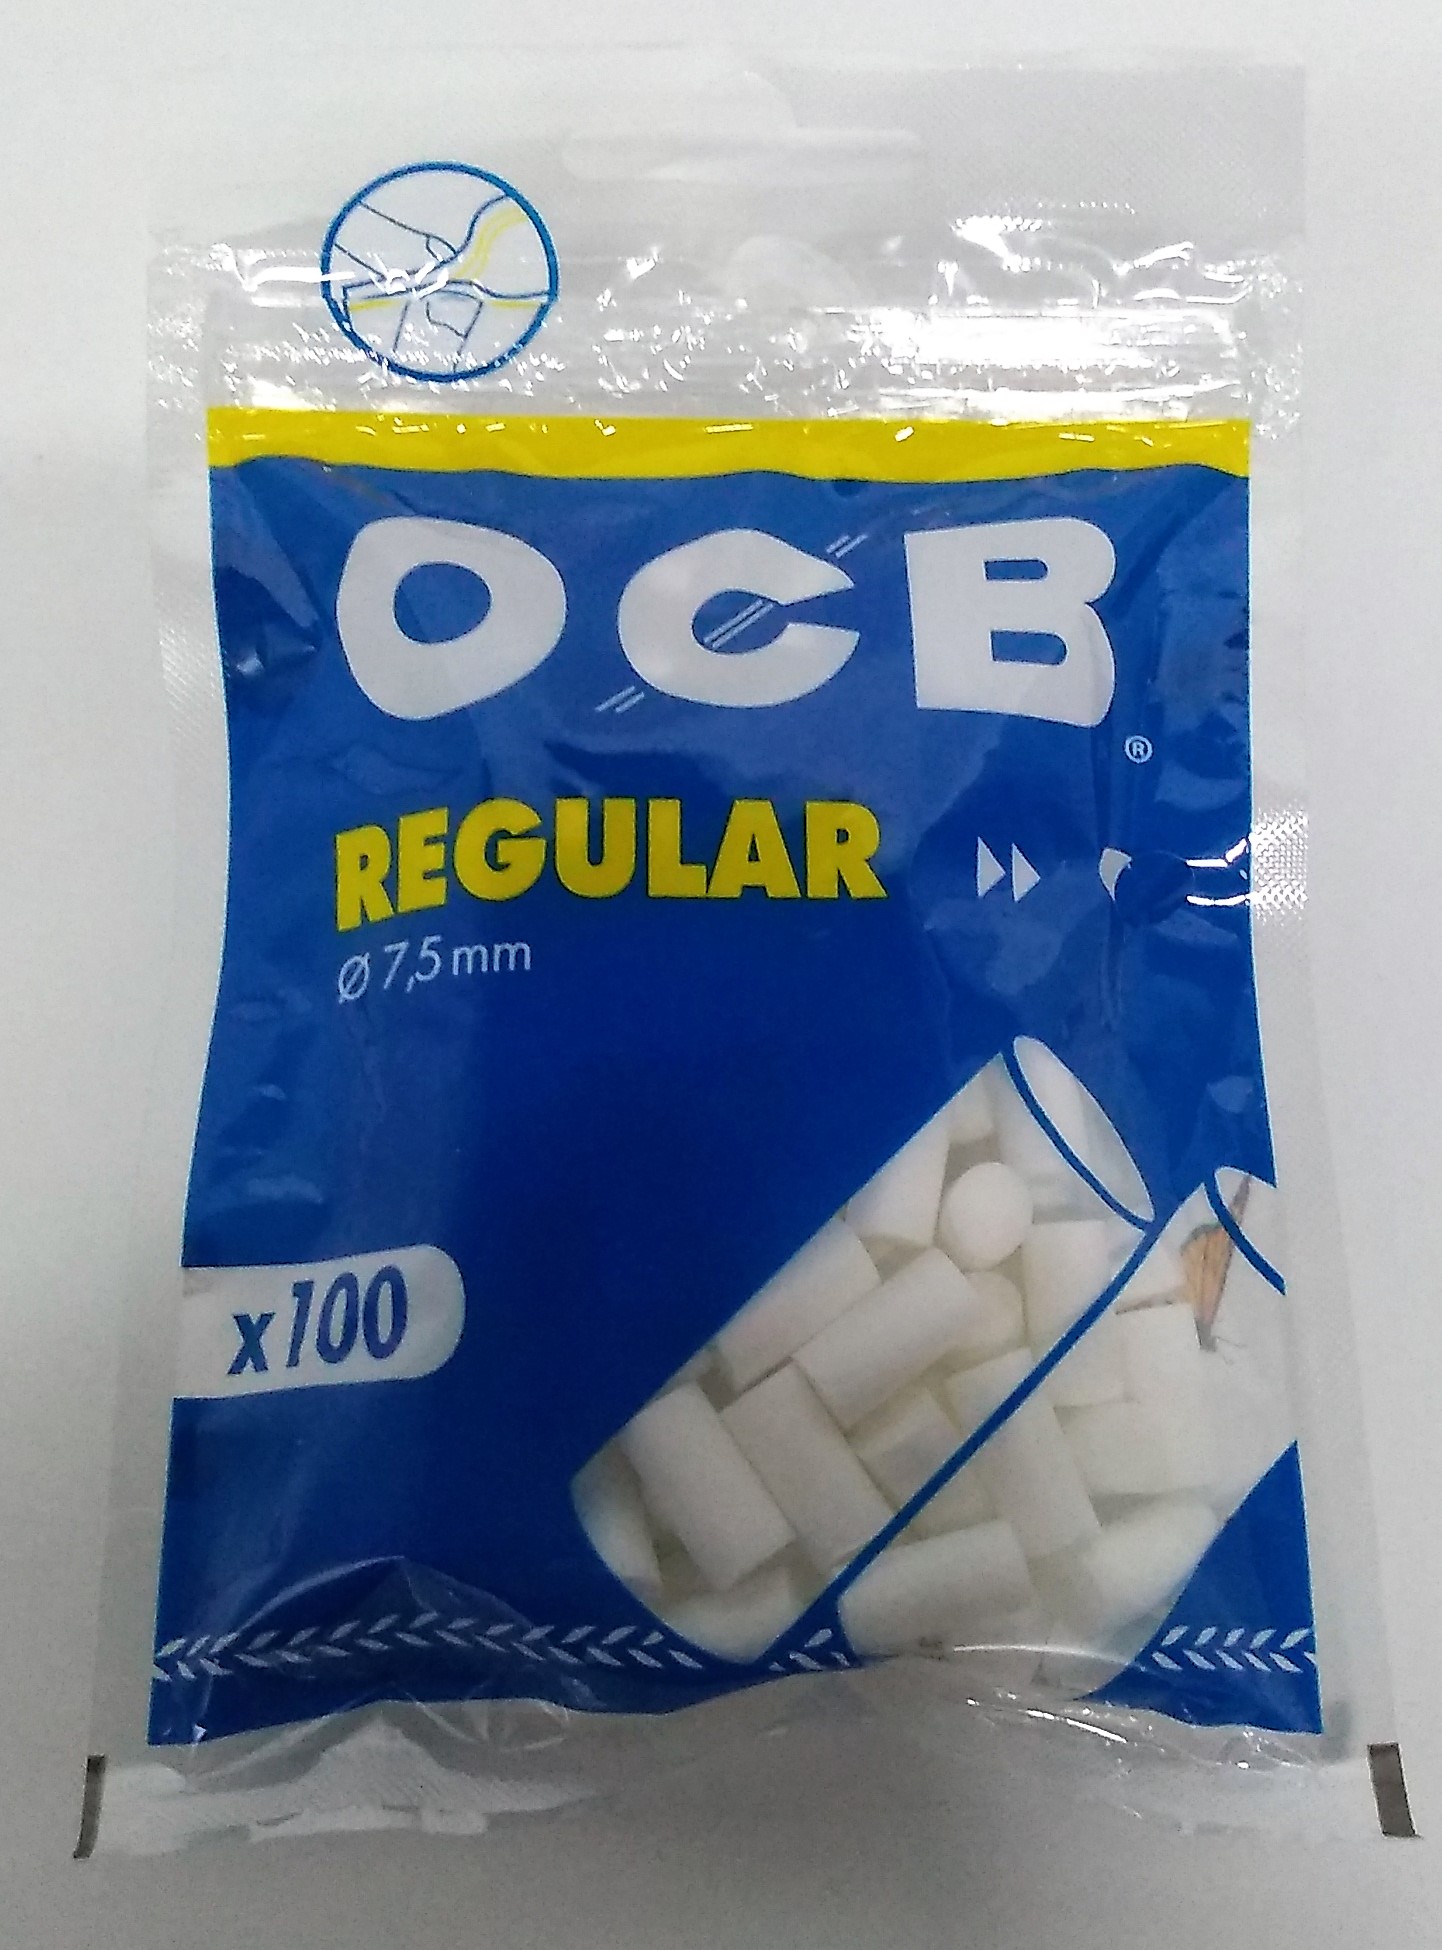 OCB
®
REGULAR
Ø 7,5 mm
x100